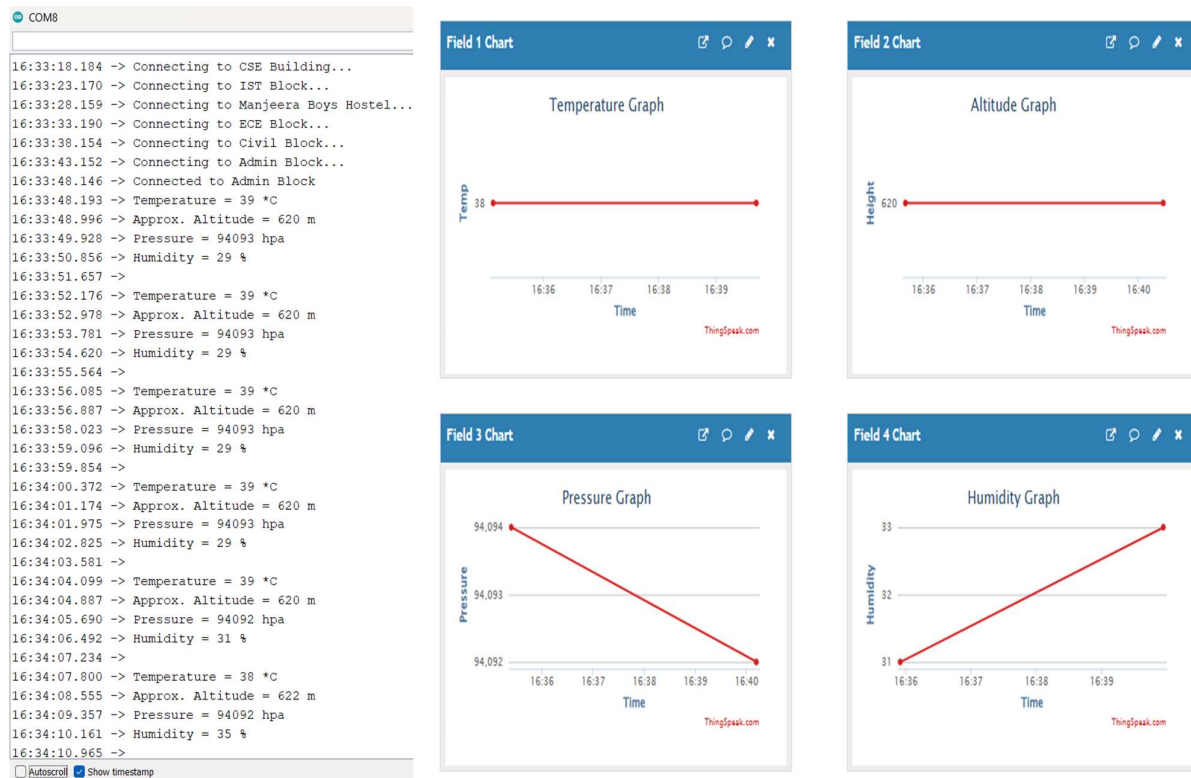 COM8
16:33:18.184 -> Connecting to CSE Building...
16:33:23.170 -> Connecting to IST Block...
16:33:28.159 -> Connecting to Manjeera Boys Hostel...
16:33:33.190 -> Connecting to ECE Block...
16:33:38.154 -> Connecting to Civil Block...
16:33:43.152 -> Connecting to Admin Block...
16:33:48.146 -> Connected to Admin Block
16:33:48.193 -> Temperature = 39 *C
16:33:48.996 -> Approx. Altitude = 620 m
16:33:49.928 -> Pressure = 94093 hpa
16:33:50.856 -> Humidity = 29 %
16:33:51.657 ->
16:33:52.176 -> Temperature = 39 *C
16:33:52.978 -> Approx. Altitude = 620 m
16:33:53.781 -> Pressure = 94093 hpa
16:33:54.620 -> Humidity = 29 %
16:33:55.564 ->
16:33:56.085 -> Temperature = 39 *C
16:33:56.887 -> Approx. Altitude = 620 m
16:33:58.023 -> Pressure = 94093 hpa
16:33:59.096 -> Humidity = 29 %
16:33:59.854 ->
16:34:00.372 -> Temperature = 39 *C
16:34:01.174 -> Approx. Altitude = 620 m
16:34:01.975 -> Pressure = 94093 hpa
16:34:02.825 -> Humidity = 29 %
16:34:03.581 ->
16:34:04.099 -> Temperature = 39 *C
16:34:04.887 -> Approx. Altitude = 620 m
16:34:05.690 -> Pressure = 94092 hpa
16:34:06.492 -> Humidity = 31 %
16:34:07.234 ->
16:34:07.800 -> Temperature = 38 *C
16:34:08.555 -> Approx. Altitude = 622 m
16:34:09.357 -> Pressure = 94092 hpa
16:34:10.161 -> Humidity = 35 %
16:34:10.965 ->
Autoscroll Show timestamp
Field 1 Chart
Temperature Graph
Temp
38
16:36 16:37 16:38 16:39
Time
ThingSpeak.com
Field 2 Chart
Altitude Graph
Height
620
16:36 16:37 16:38 16:39 16:40
Time
ThingSpeak.com
Field 3 Chart
Pressure Graph
Pressure
94,094
94,093
94,092
16:36 16:37 16:38 16:39 16:40
Time
ThingSpeak.com
Field 4 Chart
Humidity Graph
Humidity
33
32
31
16:36 16:37 16:38 16:39
Time
ThingSpeak.com